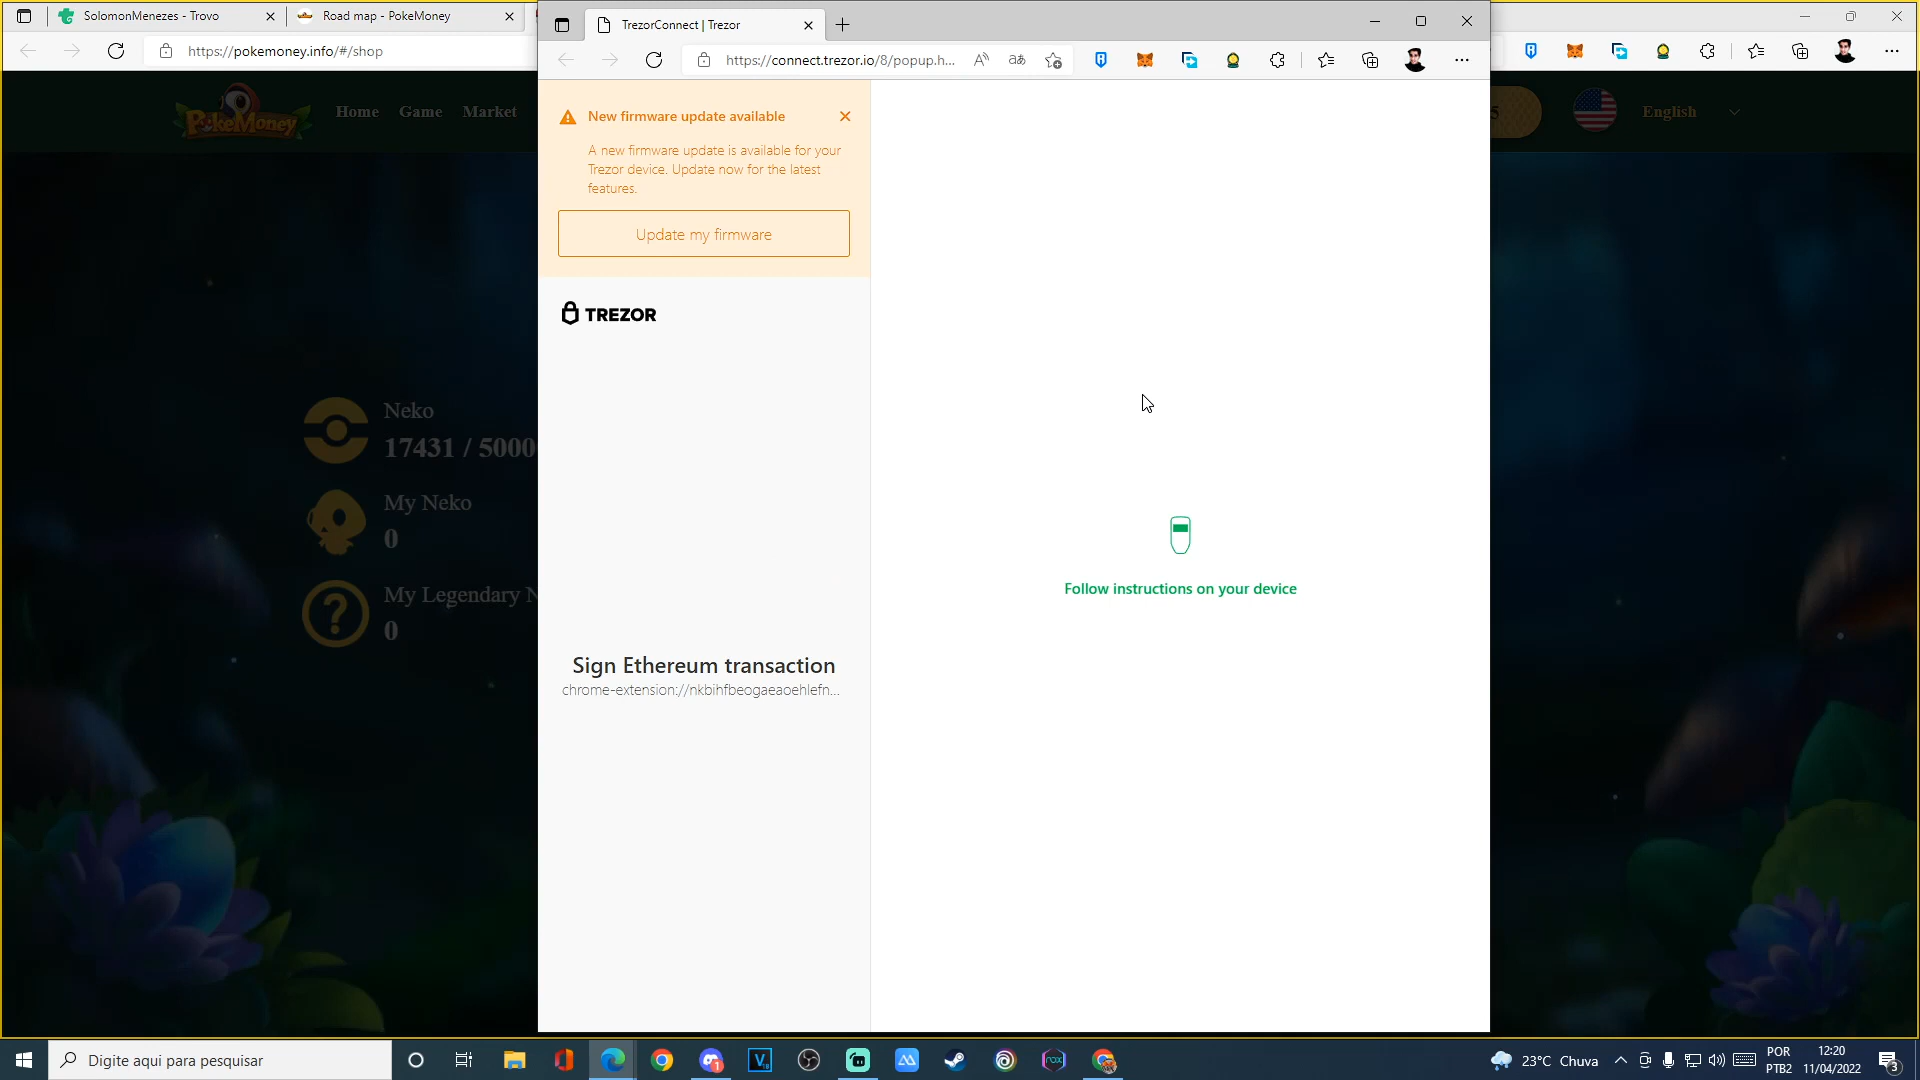 SolomonMenezes - Trovo
Road map - PokeMoney
TrezorConnect | Trezor
https://pokemoney.info/#/shop
https://connect.trezor.io/8/popup.h...
PokeMoney
Home
Game
Market
English
New firmware update available
A new firmware update is available for your
Trezor device. Update now for the latest
features.
Update my firmware
TREZOR
Neko
17431 / 5000
My Neko
0
My Legendary N
0
Follow instructions on your device
Sign Ethereum transaction
chrome-extension://nkbihfbeogaeaoehlefn...
Digite aqui para pesquisar
23°C Chuva
POR
PTB2
12:20
11/04/2022
3